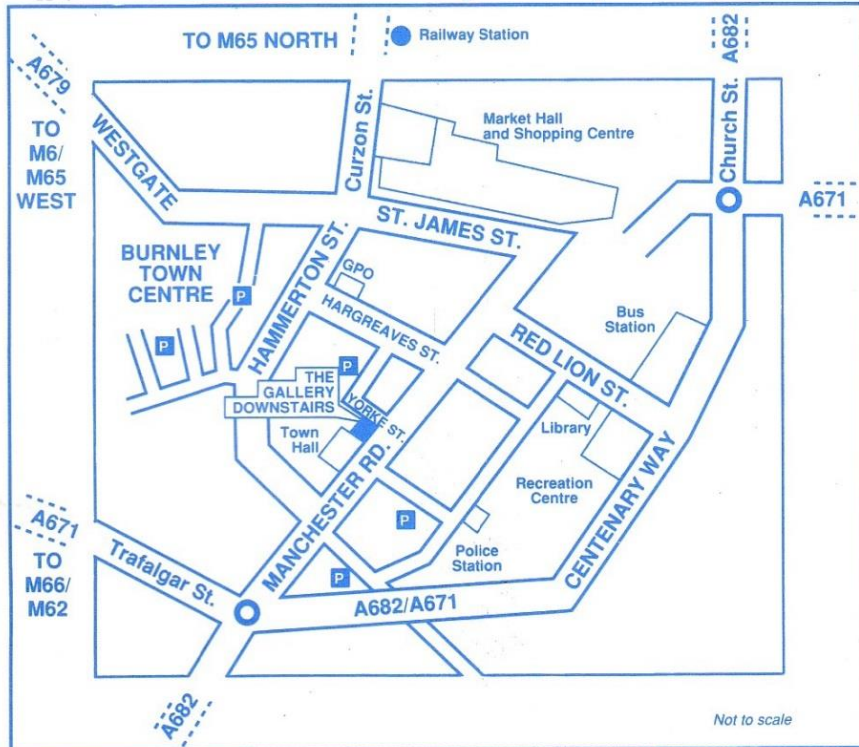 TO M65 NORTH
Railway Station
A682
A679
TO
M6/
M65
WEST
WESTGATE
Curzon St.
Market Hall
and Shopping Centre
Church St.
A671
ST. JAMES ST.
BURNLEY
TOWN
CENTRE
P
HAMMERTON ST.
GPO
HARGREAVES ST.
Bus
Station
RED LION ST.
P
P
THE
GALLERY
DOWNSTAIRS
YORKE ST.
Town
Hall
Library
MANCHESTER RD.
Recreation
Centre
CENTENARY WAY
A671
TO
M66/
M62
Trafalgar St.
P
Police
Station
P
A682/A671
A682
Not to scale